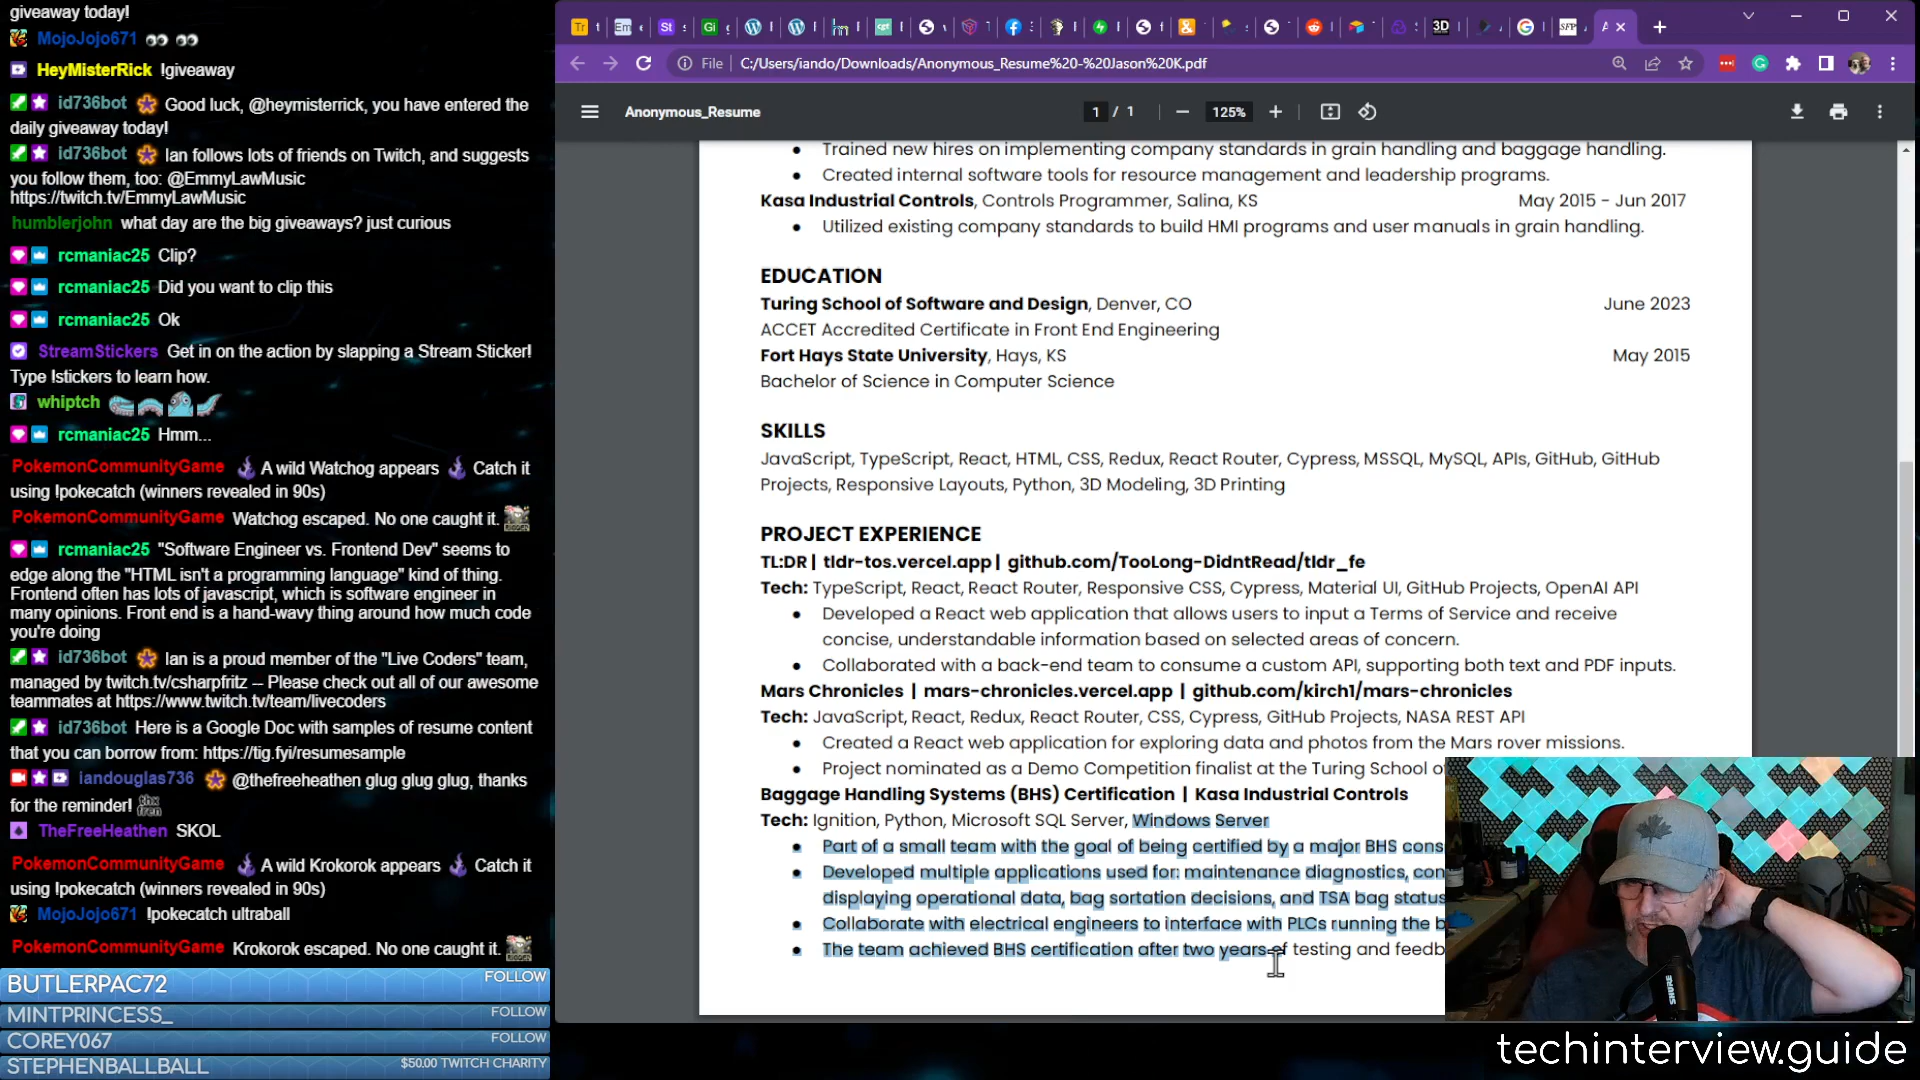 giveaway today!
MojoJojo671
HeyMisterRick !giveaway
id736bot Good luck, @heymisterrick, you have entered the
daily giveaway today!
id736bot Ian follows lots of friends on Twitch, and suggests
you follow them, too: @EmmyLawMusic
https://twitch.tv/EmmyLawMusic
humblerjohn what day are the big giveaways? just curious
rcmaniac25 Clip?
rcmaniac25 Did you want to clip this
rcmaniac25 Ok
StreamStickers Get in on the action by slapping a Stream Sticker!
Type !stickers to learn how.
whiptch
rcmaniac25 Hmm...
PokemonCommunityGame A wild Watchog appears Catch it
using !pokecatch (winners revealed in 90s)
PokemonCommunityGame Watchog escaped. No one caught it.
rcmaniac25 "Software Engineer vs. Frontend Dev" seems to
edge along the "HTML isn't a programming language" kind of thing.
Frontend often has lots of javascript, which is software engineer in
many opinions. Front end is a hand-wavy thing around how much code
you're doing
id736bot Ian is a proud member of the "Live Coders" team,
managed by twitch.tv/csharpfritz -- Please check out all of our awesome
teammates at https://www.twitch.tv/team/livecoders
id736bot Here is a Google Doc with samples of resume content
that you can borrow from: https://tig.fyi/resumesample
iandouglas736 @thefreeheathen glug glug glug, thanks
for the reminder!
TheFreeHeathen SKOL
PokemonCommunityGame A wild Krokorok appears Catch it
using !pokecatch (winners revealed in 90s)
MojoJojo671 !pokecatch ultraball
PokemonCommunityGame Krokorok escaped. No one caught it.
BUTLERPAC72 FOLLOW
MINTPRINCESS_ FOLLOW
COREY067 FOLLOW
STEPHENBALLBALL $50.00 TWITCH CHARITY
File C:/Users/iando/Downloads/Anonymous_Resume%20-%20Jason%20K.pdf
Anonymous_Resume 1 / 1 125%
Trained new hires on implementing company standards in grain handling and baggage handling.
Created internal software tools for resource management and leadership programs.
Kasa Industrial Controls, Controls Programmer, Salina, KS May 2015 - Jun 2017
Utilized existing company standards to build HMI programs and user manuals in grain handling.
EDUCATION
Turing School of Software and Design, Denver, CO June 2023
ACCET Accredited Certificate in Front End Engineering
Fort Hays State University, Hays, KS May 2015
Bachelor of Science in Computer Science
SKILLS
JavaScript, TypeScript, React, HTML, CSS, Redux, React Router, Cypress, MSSQL, MySQL, APIs, GitHub, GitHub
Projects, Responsive Layouts, Python, 3D Modeling, 3D Printing
PROJECT EXPERIENCE
TL:DR | tldr-tos.vercel.app | github.com/TooLong-DidntRead/tldr_fe
Tech: TypeScript, React, React Router, Responsive CSS, Cypress, Material UI, GitHub Projects, OpenAI API
Developed a React web application that allows users to input a Terms of Service and receive
concise, understandable information based on selected areas of concern.
Collaborated with a back-end team to consume a custom API, supporting both text and PDF inputs.
Mars Chronicles | mars-chronicles.vercel.app | github.com/kirch1/mars-chronicles
Tech: JavaScript, React, Redux, React Router, CSS, Cypress, GitHub Projects, NASA REST API
Created a React web application for exploring data and photos from the Mars rover missions.
Project nominated as a Demo Competition finalist at the Turing School o
Baggage Handling Systems (BHS) Certification | Kasa Industrial Controls
Tech: Ignition, Python, Microsoft SQL Server, Windows Server
Part of a small team with the goal of being certified by a major BHS cons
Developed multiple applications used for: maintenance diagnostics, con
displaying operational data, bag sortation decisions, and TSA bag status
Collaborate with electrical engineers to interface with PLCs running the b
The team achieved BHS certification after two years of testing and feedb
techinterview.guide